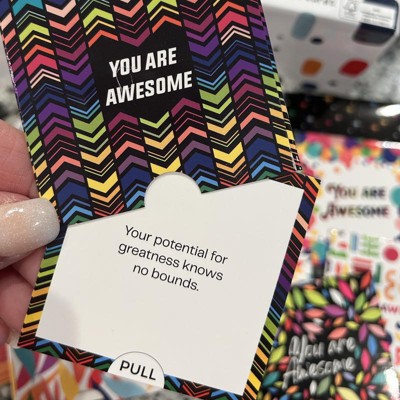 YOU ARE
AWESOME
Your potential for
greatness knows
no bounds.
PULL
YOU ARE
AWESOME
You are
Awesome